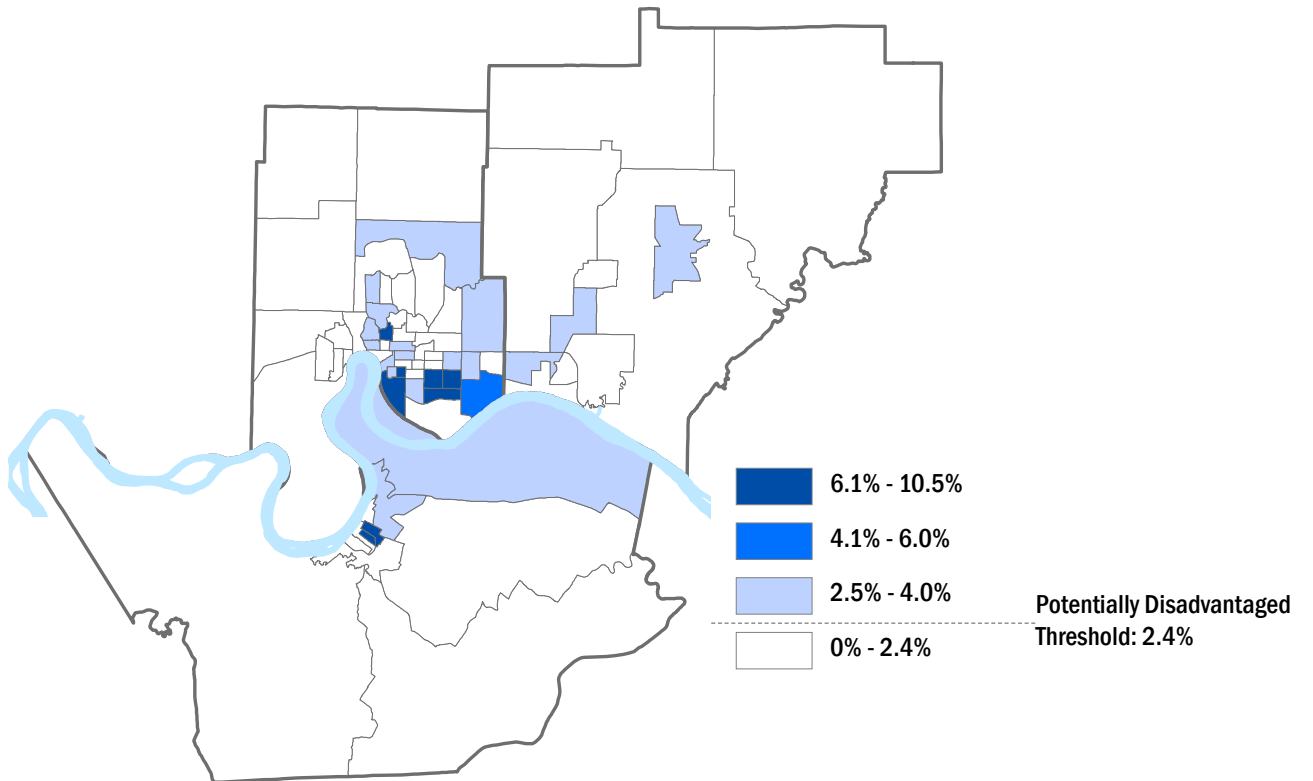 6.1% - 10.5%
4.1% - 6.0%
2.5% - 4.0%
Potentially Disadvantaged
Threshold: 2.4%
0% - 2.4%